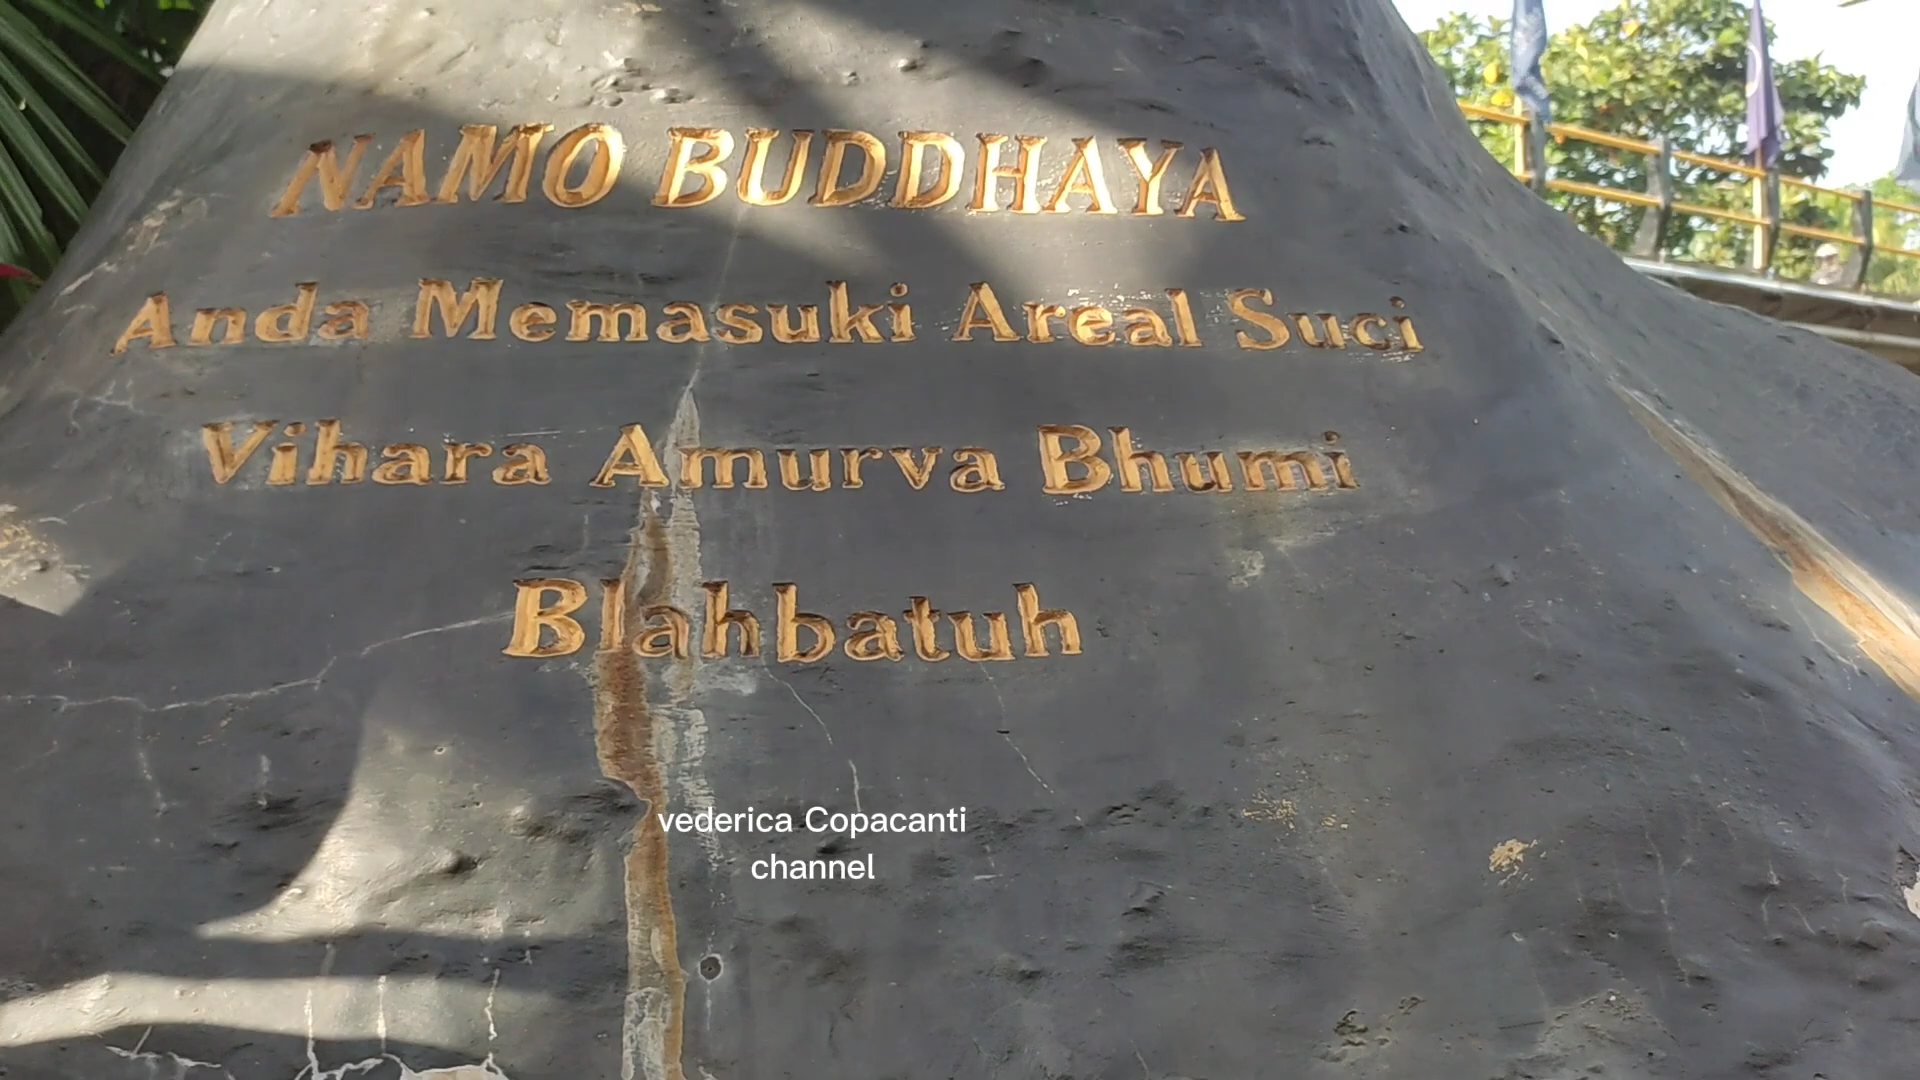 NAMO BUDDHAYA
Anda Memasuki Areal Suci
Vihara Amurva Bhumi
Blahbatuh
vederica Copacanti
channel